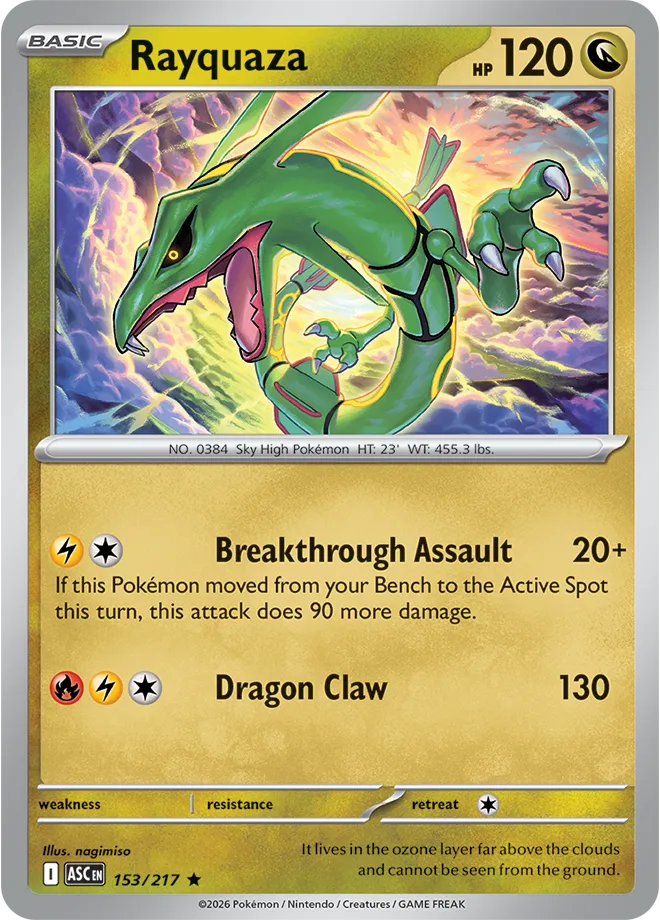 BASIC Rayquaza HP 120
NO. 0384 Sky High Pokémon HT: 23' WT: 455.3 lbs.
Breakthrough Assault 20+
If this Pokémon moved from your Bench to the Active Spot
this turn, this attack does 90 more damage.
Dragon Claw 130
weakness resistance retreat
Illus. nagimiso
It lives in the ozone layer far above the clouds
and cannot be seen from the ground.
I ASC EN 153/217 ★
©2026 Pokémon / Nintendo / Creatures / GAME FREAK